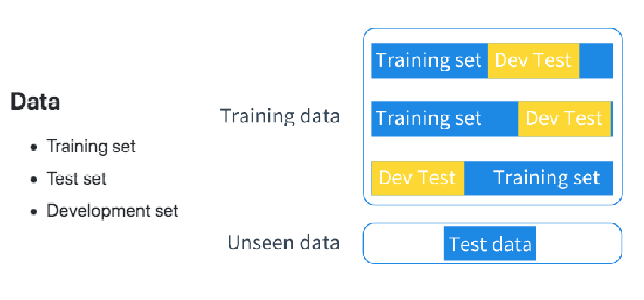 Data
Training set
Test set
Development set
Training data
Training set Dev Test
Training set Dev Test
Dev Test Training set
Unseen data
Test data